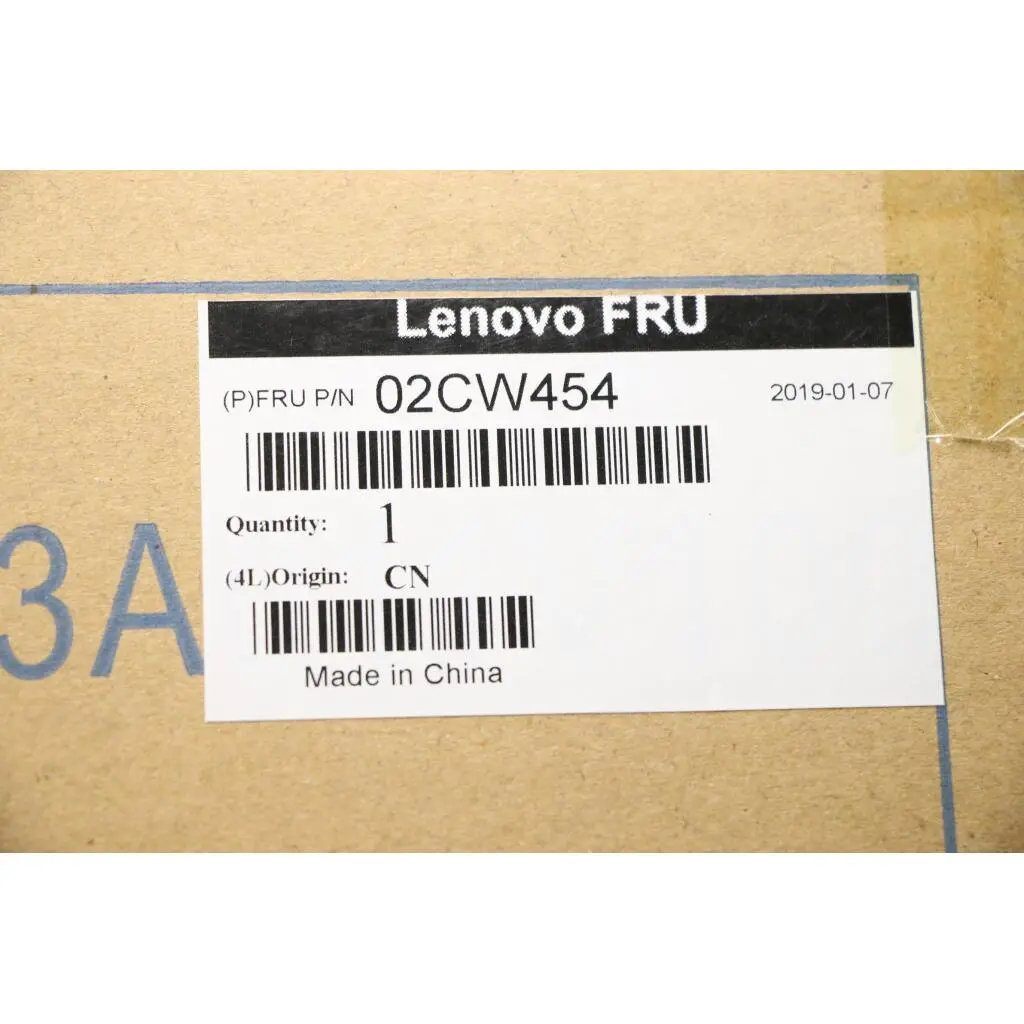 Lenovo FRU
(P)FRU P/N 02CW454 2019-01-07
Quantity: 1
3A
(4L)Origin: CN
Made in China